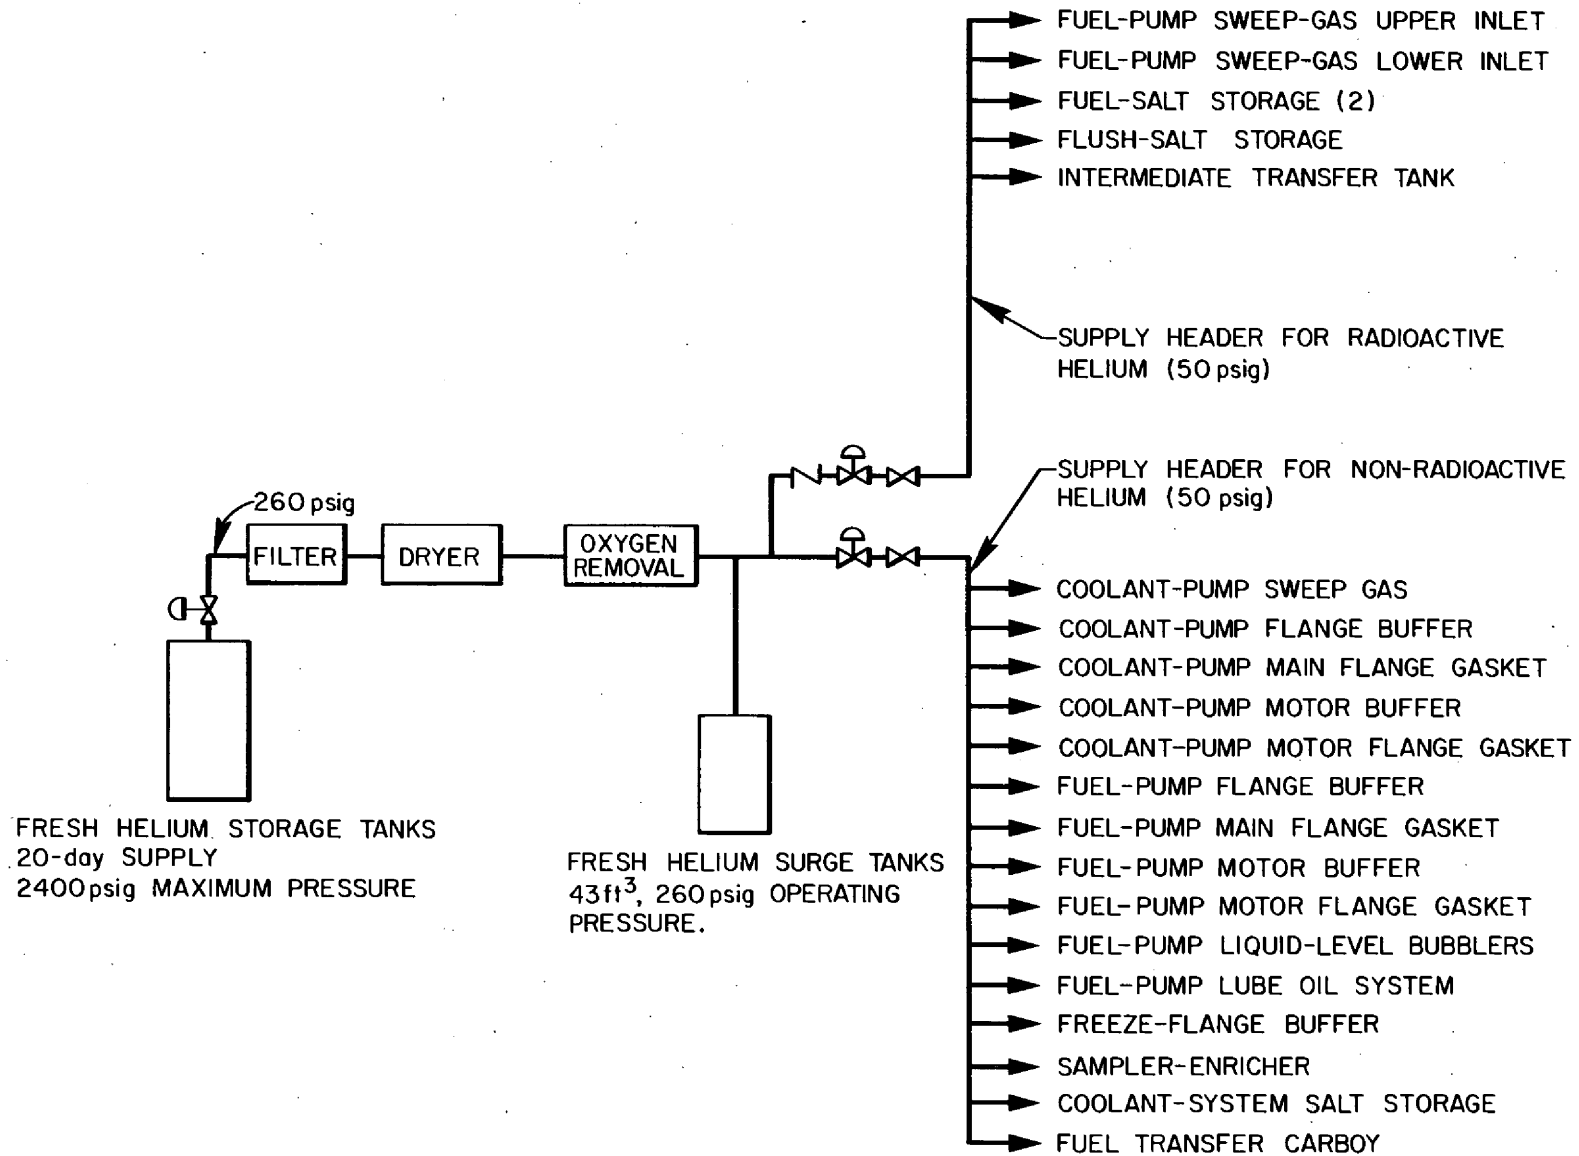 FUEL-PUMP SWEEP-GAS UPPER INLET
FUEL-PUMP SWEEP-GAS LOWER INLET
FUEL-SALT STORAGE (2)
FLUSH-SALT STORAGE
INTERMEDIATE TRANSFER TANK
SUPPLY HEADER FOR RADIOACTIVE
HELIUM (50 psig)
SUPPLY HEADER FOR NON-RADIOACTIVE
HELIUM (50 psig)
260 psig
FILTER
DRYER
OXYGEN
REMOVAL
COOLANT-PUMP SWEEP GAS
COOLANT-PUMP FLANGE BUFFER
COOLANT-PUMP MAIN FLANGE GASKET
COOLANT-PUMP MOTOR BUFFER
COOLANT-PUMP MOTOR FLANGE GASKET
FUEL-PUMP FLANGE BUFFER
FUEL-PUMP MAIN FLANGE GASKET
FUEL-PUMP MOTOR BUFFER
FUEL-PUMP MOTOR FLANGE GASKET
FUEL-PUMP LIQUID-LEVEL BUBBLERS
FUEL-PUMP LUBE OIL SYSTEM
FREEZE-FLANGE BUFFER
SAMPLER-ENRICHER
COOLANT-SYSTEM SALT STORAGE
FUEL TRANSFER CARBOY
FRESH HELIUM STORAGE TANKS
20-day SUPPLY
2400 psig MAXIMUM PRESSURE
FRESH HELIUM SURGE TANKS
43 ft³, 260 psig OPERATING
PRESSURE.